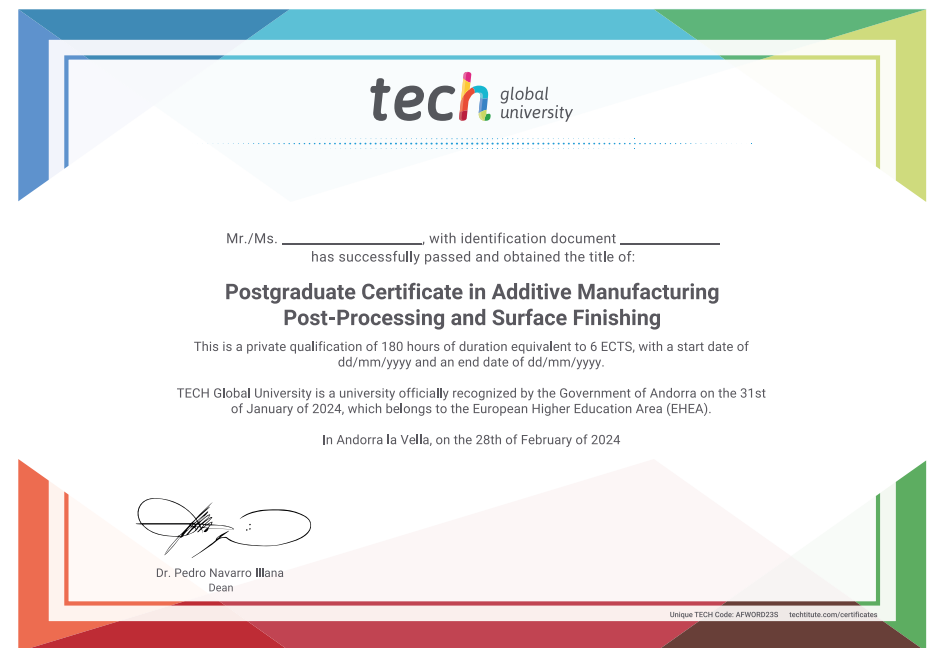 tech global
university
Mr./Ms. ____________, with identification document ____________
has successfully passed and obtained the title of:
Postgraduate Certificate in Additive Manufacturing
Post-Processing and Surface Finishing
This is a private qualification of 180 hours of duration equivalent to 6 ECTS, with a start date of
dd/mm/yyyy and an end date of dd/mm/yyyy.
TECH Global University is a university officially recognized by the Government of Andorra on the 31st
of January of 2024, which belongs to the European Higher Education Area (EHEA).
In Andorra la Vella, on the 28th of February of 2024
Dr. Pedro Navarro Illana
Dean
Unique TECH Code: AFWORD23S techtitute.com/certificates